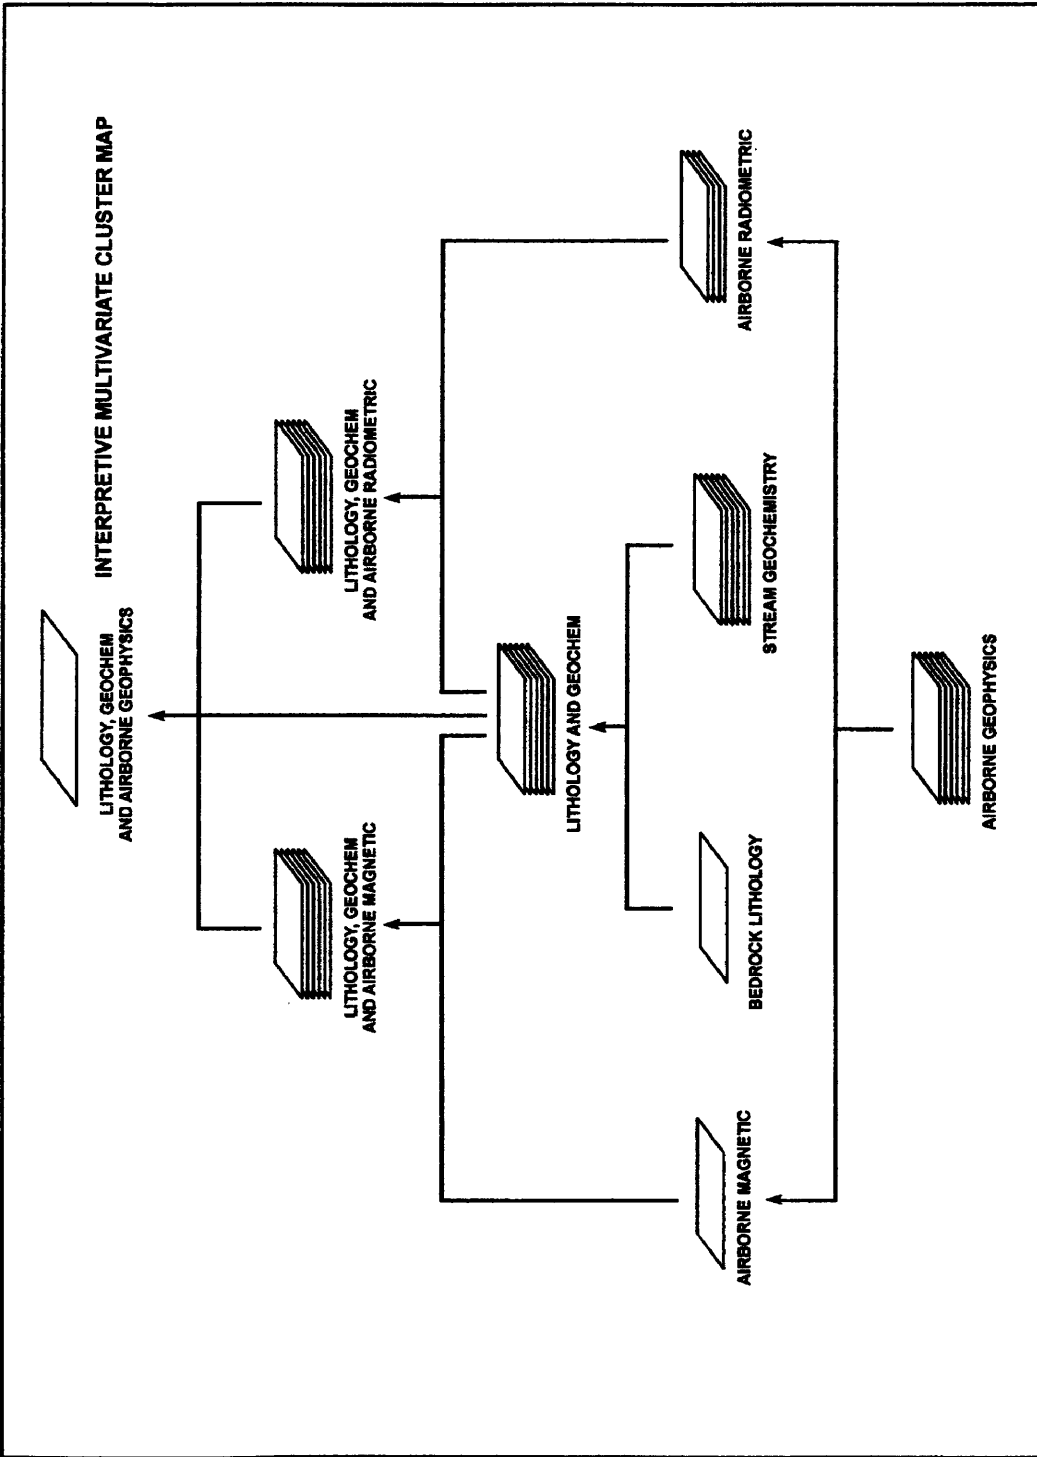 INTERPRETIVE MULTIVARIATE CLUSTER MAP
LITHOLOGY, GEOCHEM
AND AIRBORNE GEOPHYSICS
LITHOLOGY, GEOCHEM
AND AIRBORNE MAGNETIC
LITHOLOGY, GEOCHEM
AND AIRBORNE RADIOMETRIC
LITHOLOGY AND GEOCHEM
AIRBORNE MAGNETIC
BEDROCK LITHOLOGY
STREAM GEOCHEMISTRY
AIRBORNE RADIOMETRIC
AIRBORNE GEOPHYSICS